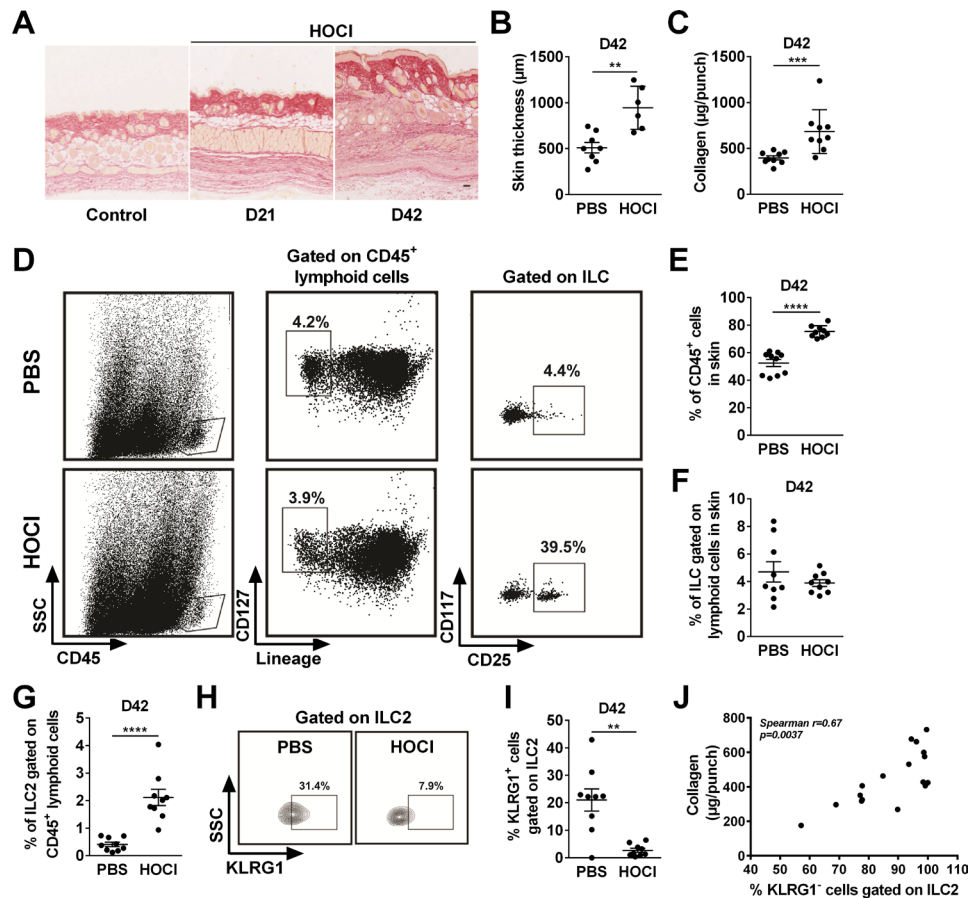 A
HOCl
Control
D21
D42
B
D42
**
Skin thickness (µm)
1500
1000
500
0
PBS
HOCl
C
D42
***
Collagen (µg/punch)
1500
1000
500
0
PBS
HOCl
D
Gated on CD45+
lymphoid cells
Gated on ILC
PBS
4.2%
4.4%
HOCl
3.9%
39.5%
SSC
CD45
CD127
Lineage
CD117
CD25
E
D42
****
% of CD45+ cells
in skin
100
80
60
40
20
0
PBS
HOCl
F
D42
% of ILC gated on
lymphoid cells in skin
10
8
6
4
2
0
PBS
HOCl
G
D42
****
% of ILC2 gated on
CD45+ lymphoid cells
5
4
3
2
1
0
PBS
HOCl
H
Gated on ILC2
PBS
HOCl
31.4%
7.9%
SSC
KLRG1
I
D42
**
% KLRG1+ cells
gated on ILC2
50
40
30
20
10
0
PBS
HOCl
J
Spearman r=0.67
p=0.0037
Collagen
(µg/punch)
800
600
400
200
0
40
50
60
70
80
90
100
110
% KLRG1- cells gated on ILC2